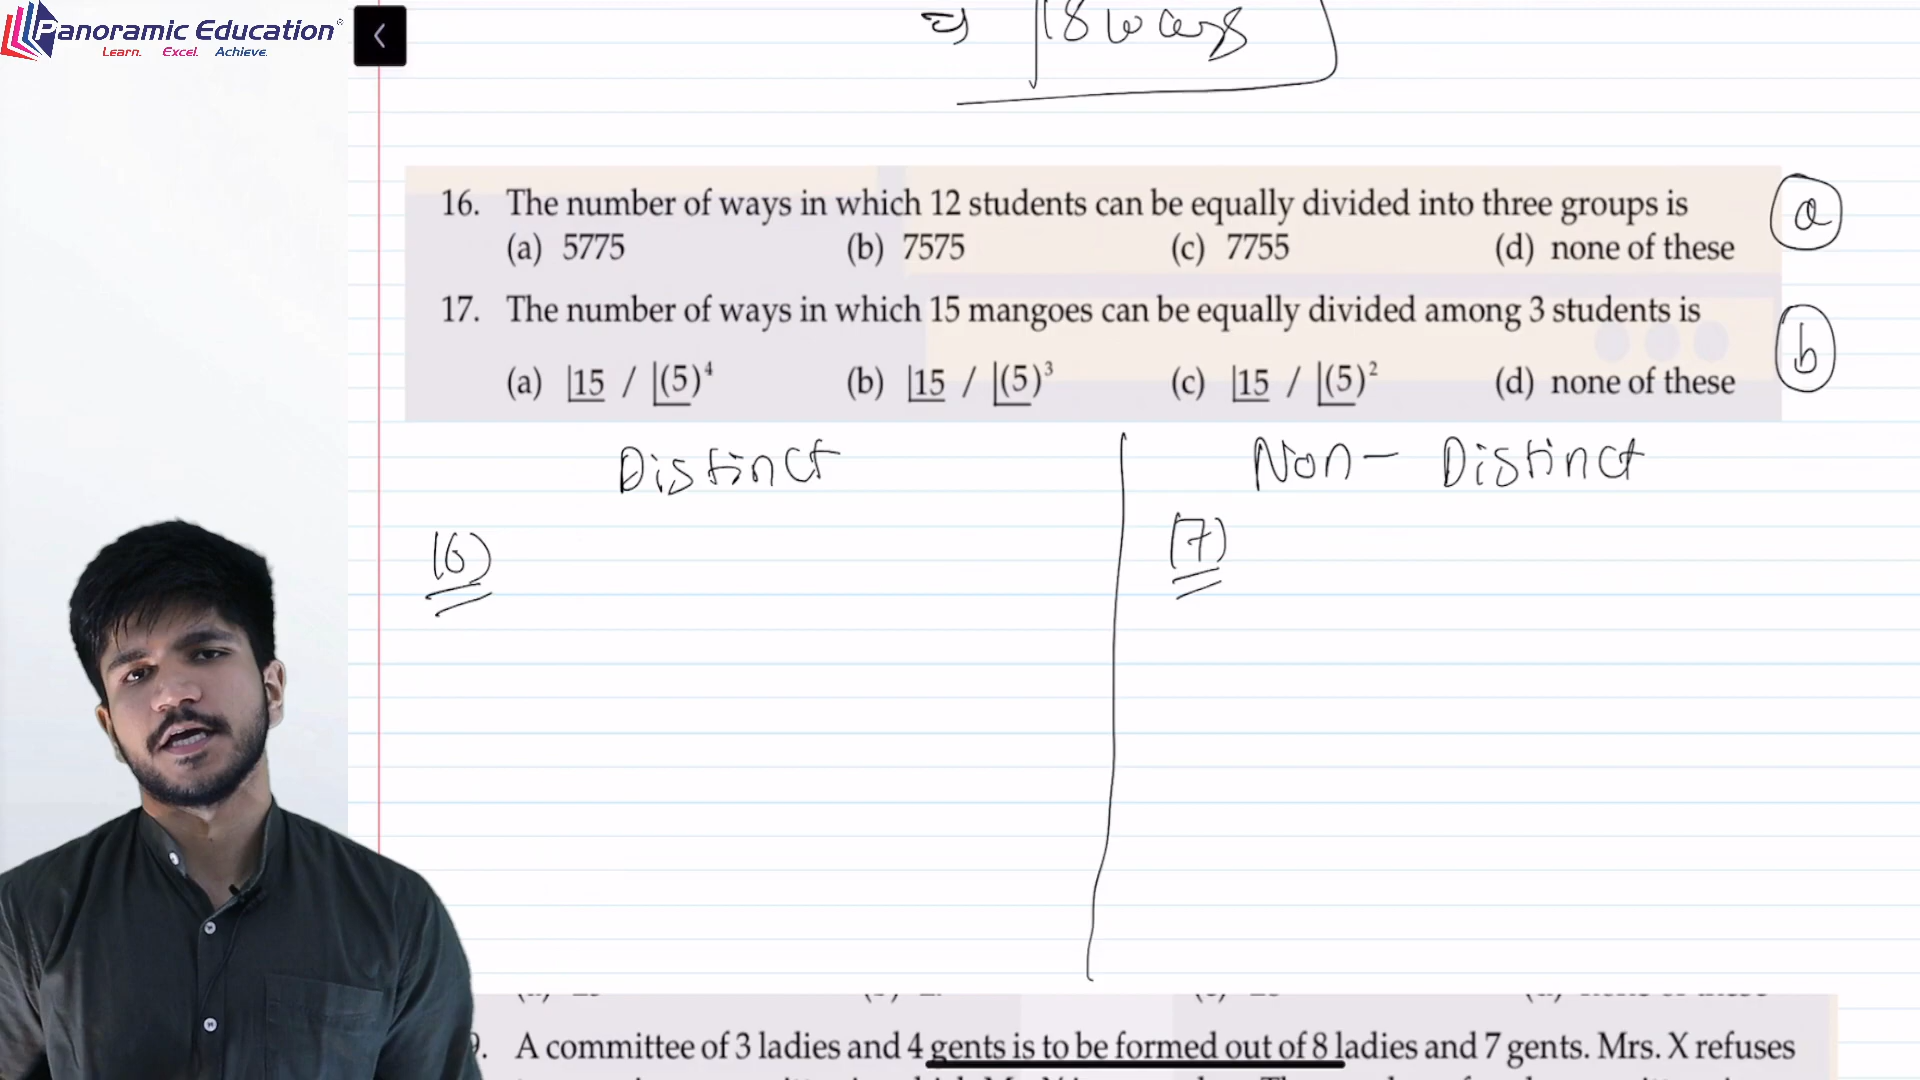 Panoramic Education®
Learn. Excel. Achieve.
=) 18 ways
16. The number of ways in which 12 students can be equally divided into three groups is
(a) 5775 (b) 7575 (c) 7755 (d) none of these
a
17. The number of ways in which 15 mangoes can be equally divided among 3 students is
(a) |15 / |(5)⁴ (b) |15 / |(5)³ (c) |15 / |(5)² (d) none of these
b
Distinct Non- Distinct
(6) (7)
9. A committee of 3 ladies and 4 gents is to be formed out of 8 ladies and 7 gents. Mrs. X refuses